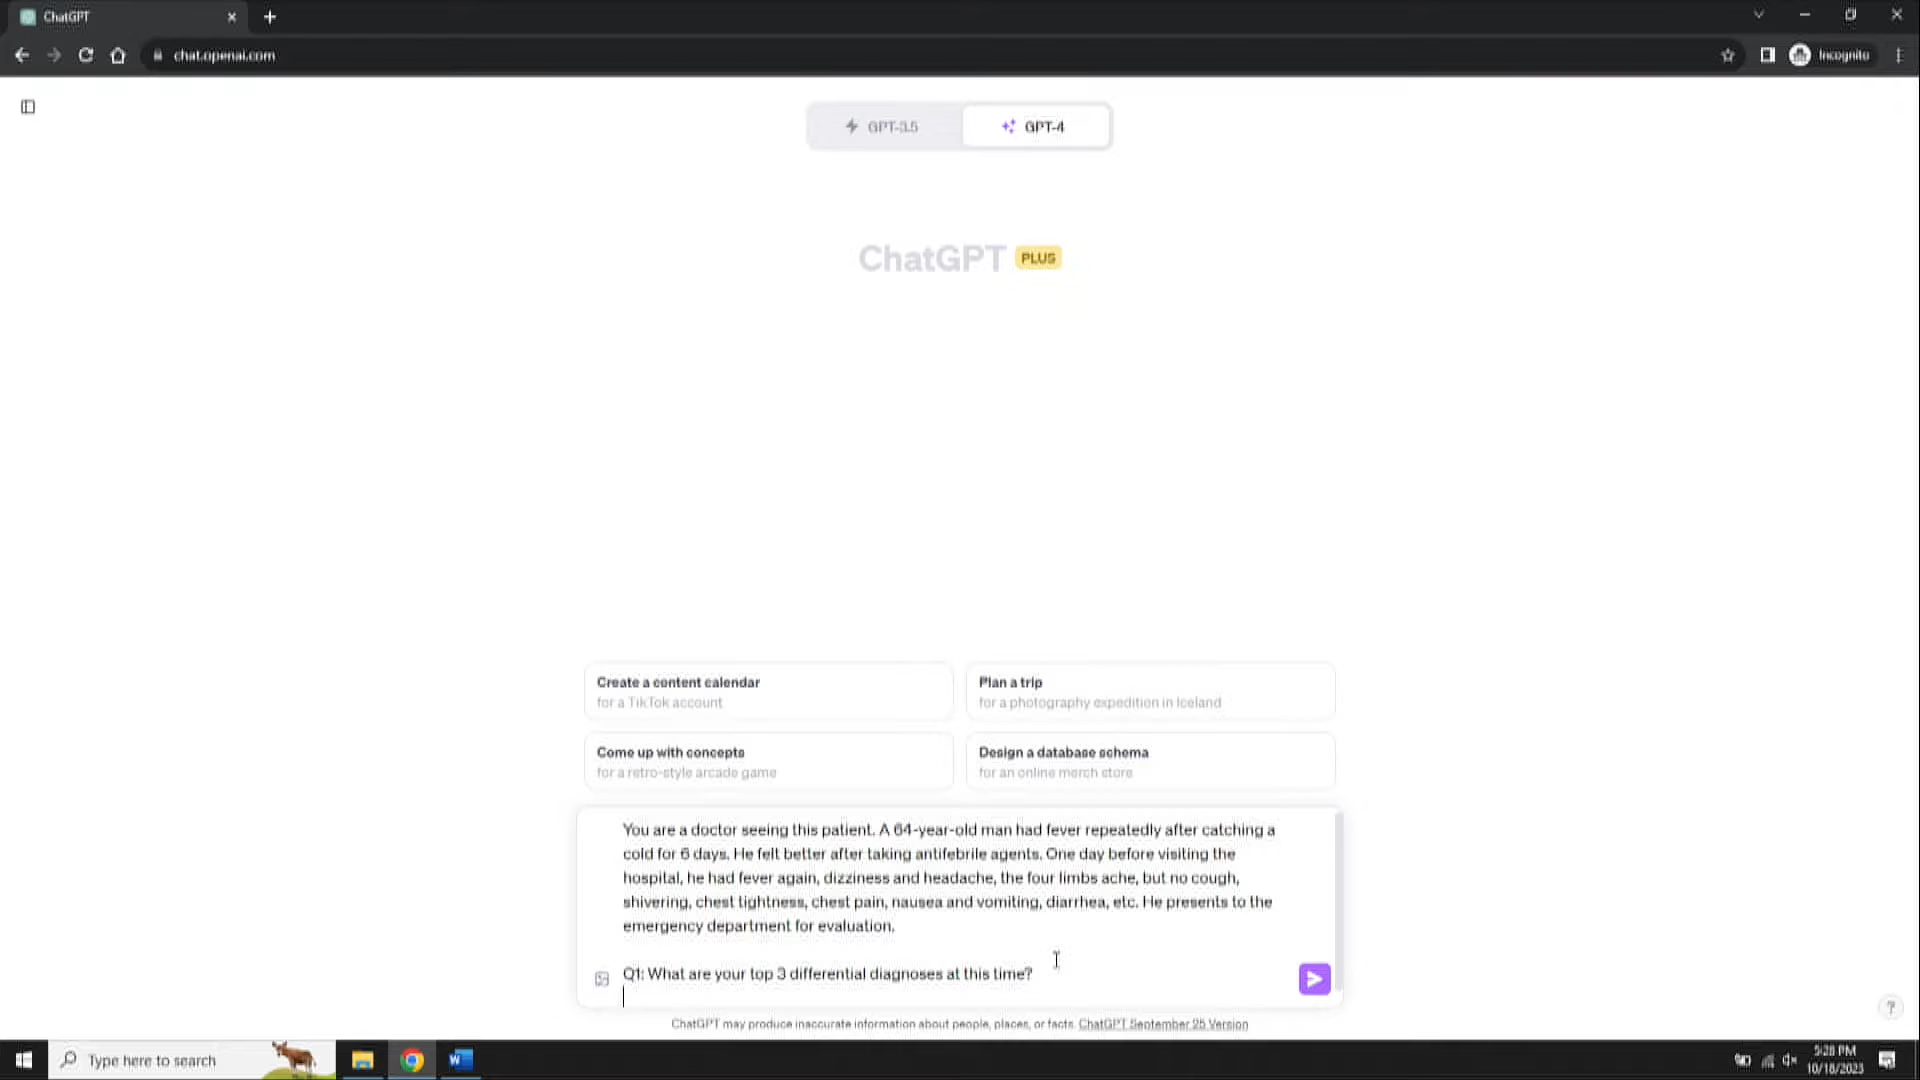 ChatGPT
chat.openai.com
Incognito
GPT-3.5
GPT-4
ChatGPT PLUS
Create a content calendar
for a TikTok account
Plan a trip
for a photography expedition in Iceland
Come up with concepts
for a retro-style arcade game
Design a database schema
for an online merch store
You are a doctor seeing this patient. A 64-year-old man had fever repeatedly after catching a
cold for 6 days. He felt better after taking antifebrile agents. One day before visiting the
hospital, he had fever again, dizziness and headache, the four limbs ache, but no cough,
shivering, chest tightness, chest pain, nausea and vomiting, diarrhea, etc. He presents to the
emergency department for evaluation.
Q1: What are your top 3 differential diagnoses at this time?
ChatGPT may produce inaccurate information about people, places, or facts. ChatGPT September 25 Version
?
Type here to search
W
5:28 PM
10/18/2023